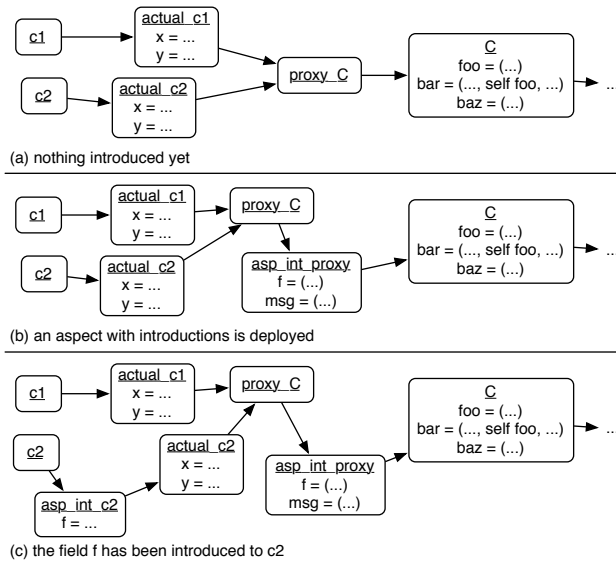 c1
actual_c1
x = ...
y = ...
c2
actual_c2
x = ...
y = ...
proxy_C
C
foo = (...)
bar = (..., self foo, ...)
baz = (...)
...
(a) nothing introduced yet
c1
actual_c1
x = ...
y = ...
proxy_C
c2
actual_c2
x = ...
y = ...
asp_int_proxy
f = (...)
msg = (...)
C
foo = (...)
bar = (..., self foo, ...)
baz = (...)
...
(b) an aspect with introductions is deployed
c1
actual_c1
x = ...
y = ...
proxy_C
c2
asp_int_c2
f = ...
actual_c2
x = ...
y = ...
asp_int_proxy
f = (...)
msg = (...)
C
foo = (...)
bar = (..., self foo, ...)
baz = (...)
...
(c) the field f has been introduced to c2